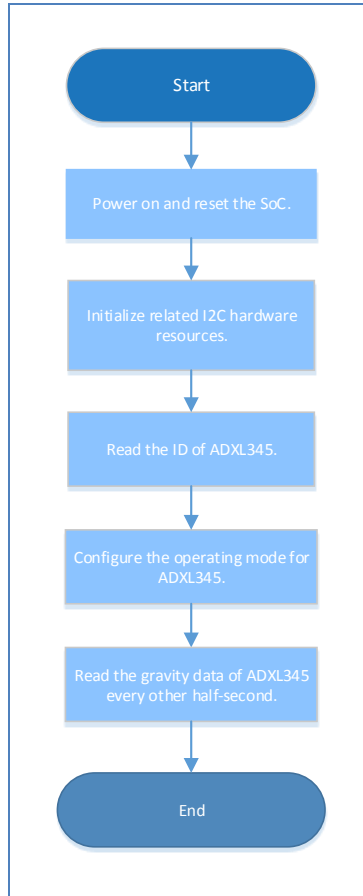 Start
Power on and reset the SoC.
Initialize related I2C hardware
resources.
Read the ID of ADXL345.
Configure the operating mode for
ADXL345.
Read the gravity data of ADXL345
every other half-second.
End